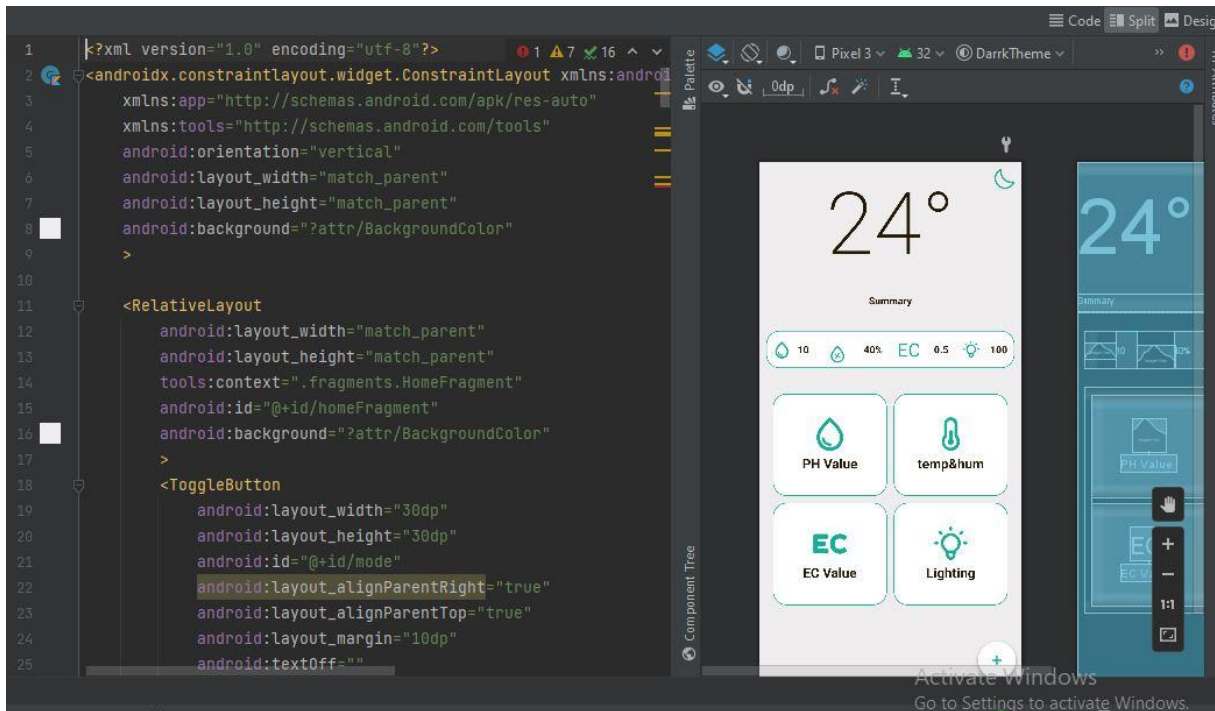 Code Split Desig
1 <?xml version="1.0" encoding="utf-8"?> 1 7 16
2 <androidx.constraintlayout.widget.ConstraintLayout xmlns:androi
3 xmlns:app="http://schemas.android.com/apk/res-auto"
4 xmlns:tools="http://schemas.android.com/tools"
5 android:orientation="vertical"
6 android:layout_width="match_parent"
7 android:layout_height="match_parent"
8 android:background="?attr/BackgroundColor"
9 >
10
11 <RelativeLayout
12 android:layout_width="match_parent"
13 android:layout_height="match_parent"
14 tools:context=".fragments.HomeFragment"
15 android:id="@+id/homeFragment"
16 android:background="?attr/BackgroundColor"
17 >
18 <ToggleButton
19 android:layout_width="30dp"
20 android:layout_height="30dp"
21 android:id="@+id/mode"
22 android:layout_alignParentRight="true"
23 android:layout_alignParentTop="true"
24 android:layout_margin="10dp"
25 android:textOff=""
Palette
Component Tree
Pixel 3 32 DarrkTheme »
0dp
24°
Summary
10 40% EC 0.5 100
PH Value temp&hum
EC
EC Value Lighting
+
24°
Summary
10 0%
PH Value
E
EC V
+
−
1:1
Activate Windows
Go to Settings to activate Windows.